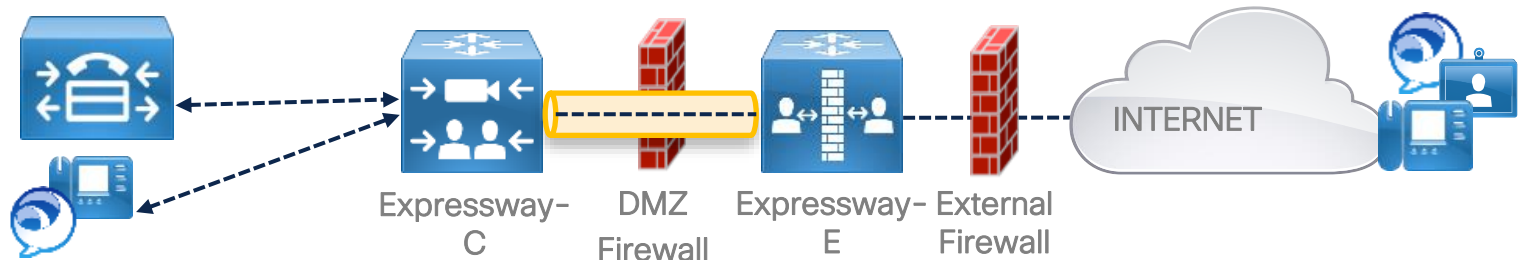 INTERNET
Expressway-
C
DMZ
Firewall
Expressway-
E
External
Firewall